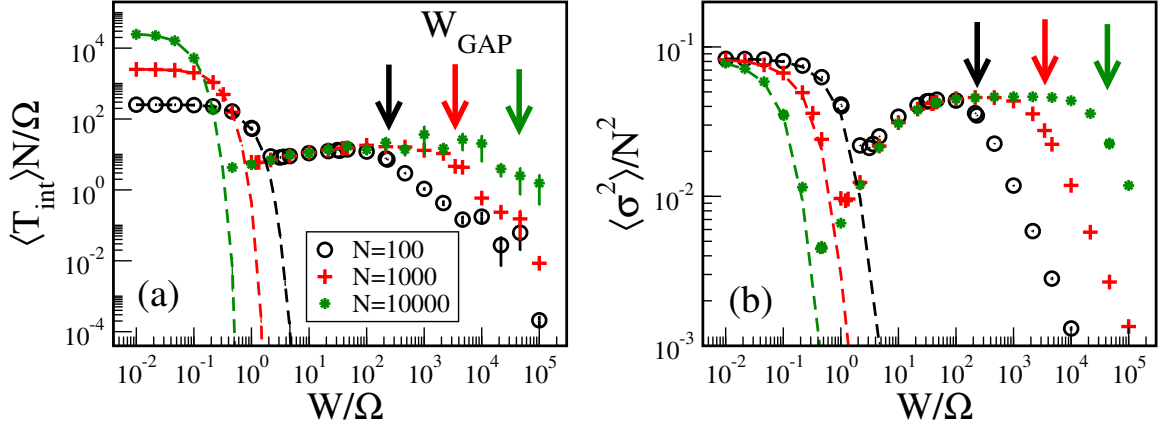 W_GAP
⟨T_int⟩N/Ω
10^4
10^2
10^0
10^-2
10^-4
(a)
N=100
N=1000
N=10000
10^-2 10^-1 10^0 10^1 10^2 10^3 10^4 10^5
W/Ω
⟨σ^2⟩/N^2
10^-1
10^-2
10^-3
(b)
10^-2 10^-1 10^0 10^1 10^2 10^3 10^4 10^5
W/Ω